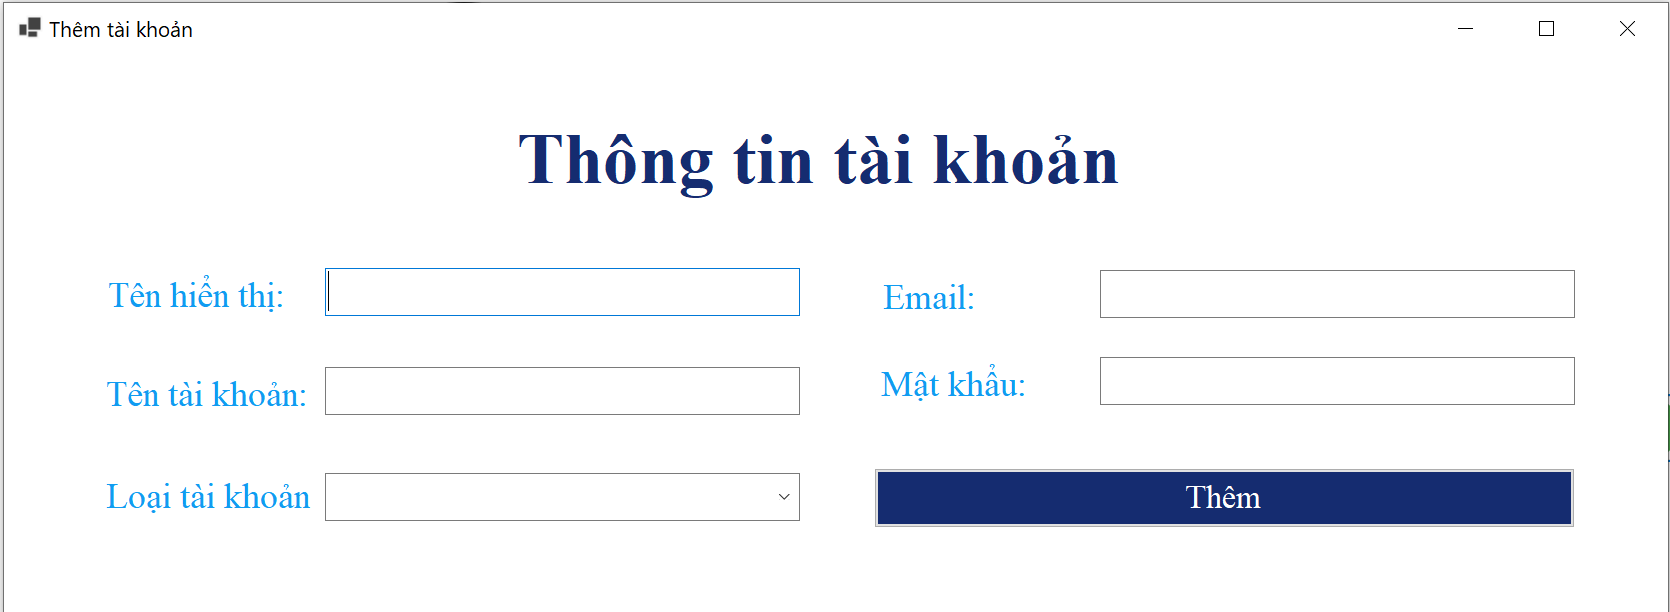 Thêm tài khoản
Thông tin tài khoản
Tên hiển thị:
Email:
Tên tài khoản:
Mật khẩu:
Loại tài khoản
Thêm